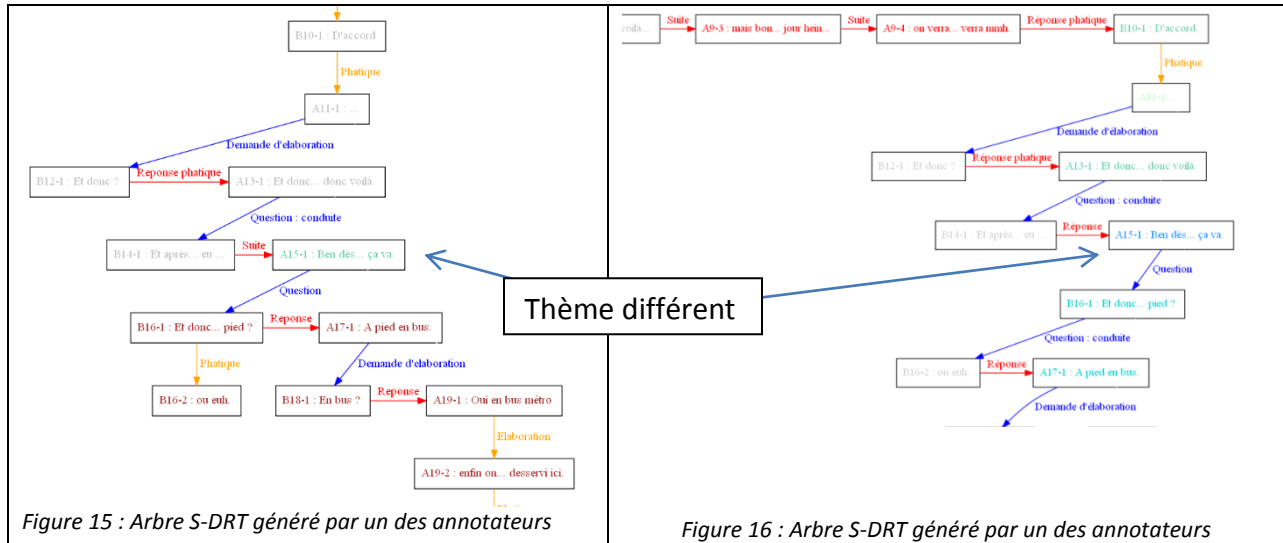 B10-1 : D'accord
Phatique
A11-1 : ...
Demande d'elaboration
B12-1 : Et donc ?
Réponse phatique
A13-1 : Et donc... donc voilà.
Question : conduite
B14-1 : Et après... eu ...
Suite
A15-1 : Ben dès... ça va.
Question
B16-1 : Et donc... pied ?
Reponse
A17-1 : A pied en bus.
Phatique
Demande d'elaboration
B16-2 : ou euh.
B18-1 : En bus ?
Reponse
A19-1 : Oui en bus métro.
Elaboration
A19-2 : enfin on... desservi ici.
Figure 15 : Arbre S-DRT généré par un des annotateurs
Thème différent
voilà...
Suite
A9-3 : mais bon... jour hein...
Suite
A9-4 : on verra... verra mmh.
Réponse phatique
B10-1 : D'accord.
Phatique
A11-1 : ...
Demande d'élaboration
B12-1 : Et donc ?
Réponse phatique
A13-1 : Et donc... donc voilà.
Question : conduite
B14-1 : Et après... eu ...
Réponse
A15-1 : Ben dès... ça va.
Question
B16-1 : Et donc... pied ?
Question : conduite
B16-2 : ou euh.
Réponse
A17-1 : A pied en bus.
Demande d'élaboration
Figure 16 : Arbre S-DRT généré par un des annotateurs